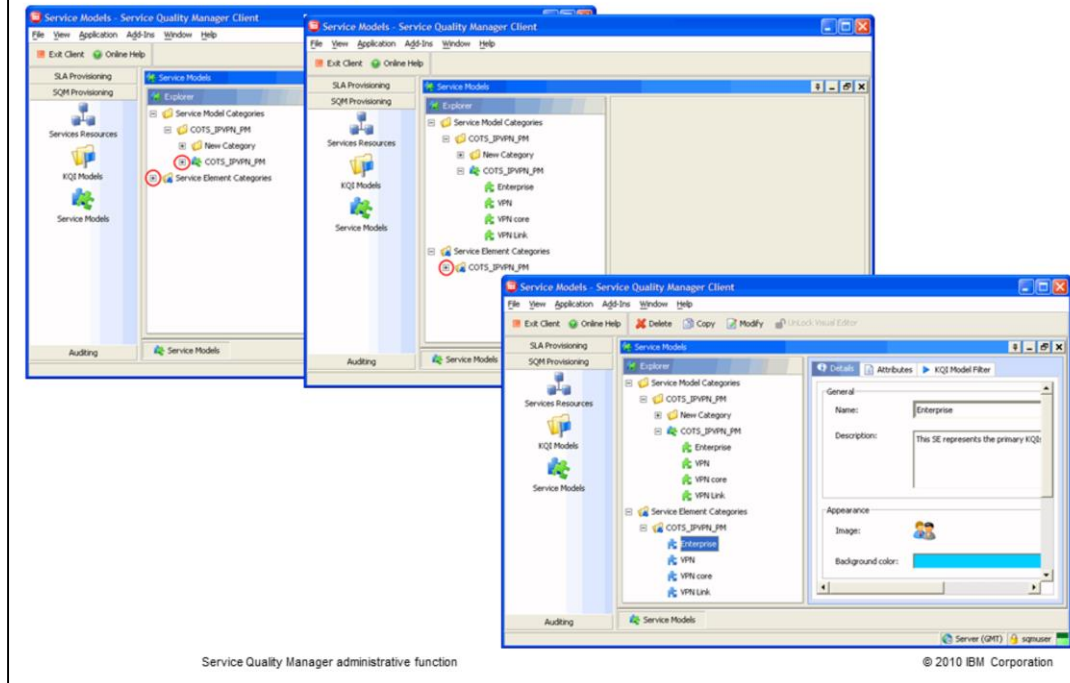 Service Models - Service Quality Manager Client
File View Application Add-Ins Window Help
Exit Client Online Help
SLA Provisioning
SQM Provisioning
Services Resources
KQI Models
Service Models
Auditing
Service Models
Explorer
Service Model Categories
COTS_IPVPN_PM
New Category
COTS_IPVPN_PM
Service Element Categories
Service Models
Service Models - Service Quality Manager Client
File View Application Add-Ins Window Help
Exit Client Online Help
SLA Provisioning
SQM Provisioning
Services Resources
KQI Models
Service Models
Auditing
Service Models
Explorer
Service Model Categories
COTS_IPVPN_PM
New Category
COTS_IPVPN_PM
Enterprise
VPN
VPN core
VPN Link
Service Element Categories
COTS_IPVPN_PM
Service Models
Service Models - Service Quality Manager Client
File View Application Add-Ins Window Help
Exit Client Online Help Delete Copy Modify UnLock Visual Editor
SLA Provisioning
SQM Provisioning
Services Resources
KQI Models
Service Models
Auditing
Service Models
Explorer
Service Model Categories
COTS_IPVPN_PM
New Category
COTS_IPVPN_PM
Enterprise
VPN
VPN core
VPN Link
Service Element Categories
COTS_IPVPN_PM
Enterprise
VPN
VPN core
VPN Link
Details Attributes KQI Model Filter
General
Name: Enterprise
Description: This SE represents the primary KQIs
Appearance
Image:
Background color:
Service Models
Server (GMT) sqmuser
Service Quality Manager administrative function
© 2010 IBM Corporation